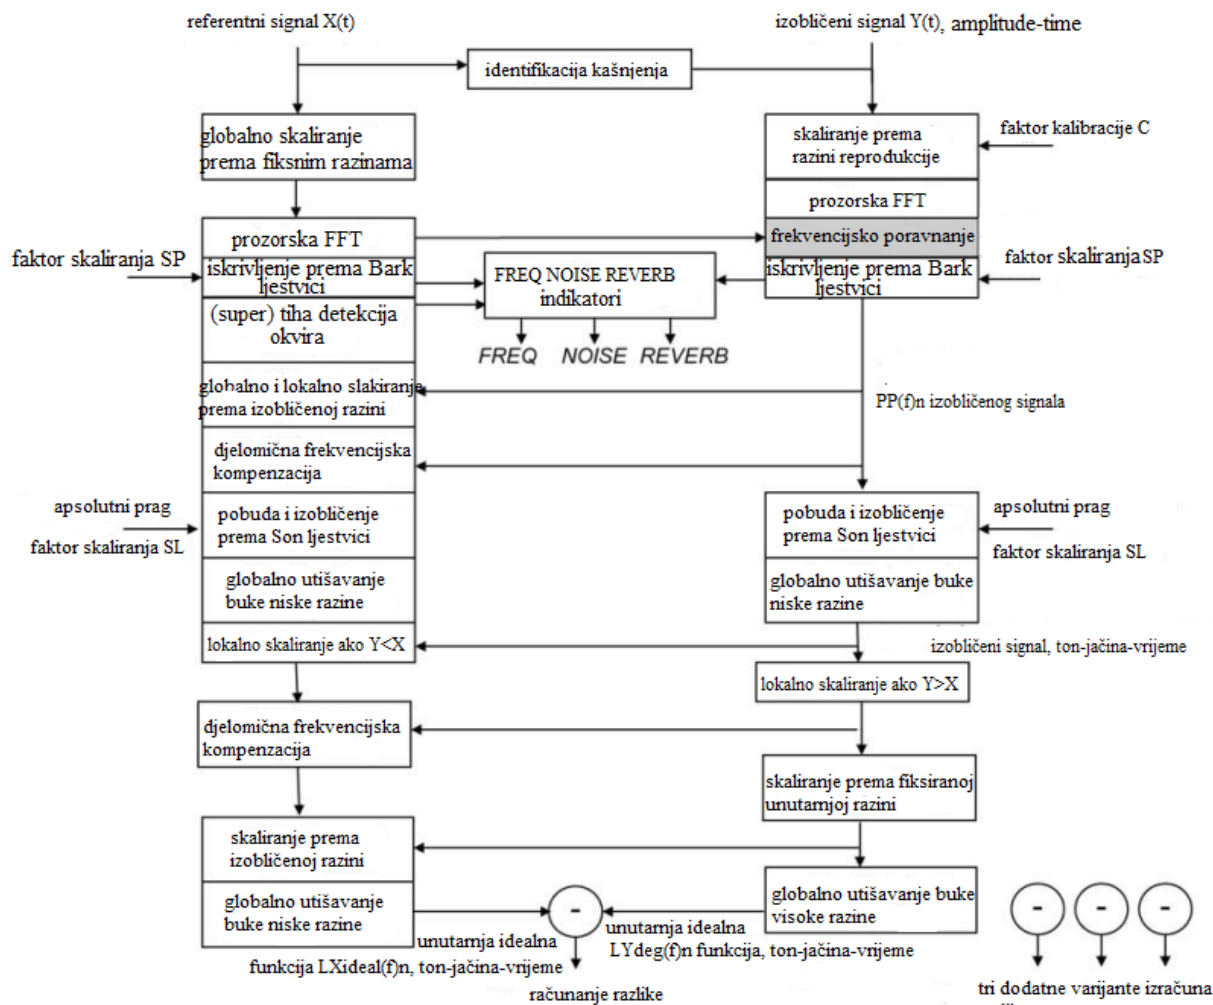 referentni signal X(t)
izobličeni signal Y(t), amplitude-time
identifikacija kašnjenja
globalno skaliranje
prema fiksnim razinama
skaliranje prema
razini reprodukcije
faktor kalibracije C
prozorska FFT
prozorska FFT
frekvencijsko poravnanje
faktor skaliranja SP
iskrivljenje prema Bark
ljestvici
FREQ NOISE REVERB
indikatori
iskrivljenje prema Bark
ljestvici
faktor skaliranja SP
(super) tiha detekcija
okvira
FREQ NOISE REVERB
globalno i lokalno slakiranje
prema izobličenoj razini
PP(f)n izobličenog signala
djelomična frekvencijska
kompenzacija
apsolutni prag
faktor skaliranja SL
pobuda i izobličenje
prema Son ljestvici
pobuda i izobličenje
prema Son ljestvici
apsolutni prag
faktor skaliranja SL
globalno utišavanje
buke niske razine
globalno utišavanje buke
niske razine
lokalno skaliranje ako Y<X
izobličeni signal, ton-jačina-vrijeme
lokalno skaliranje ako Y>X
djelomična frekvencijska
kompenzacija
skaliranje prema fiksiranoj
unutarnjoj razini
skaliranje prema
izobličenoj razini
globalno utišavanje
buke niske razine
-
globalno utišavanje buke
visoke razine
- - -
unutarnja idealna
funkcija LXideal(f)n, ton-jačina-vrijeme
unutarnja idealna
LYdeg(f)n funkcija, ton-jačina-vrijeme
računanje razlike
tri dodatne varijante izračuna